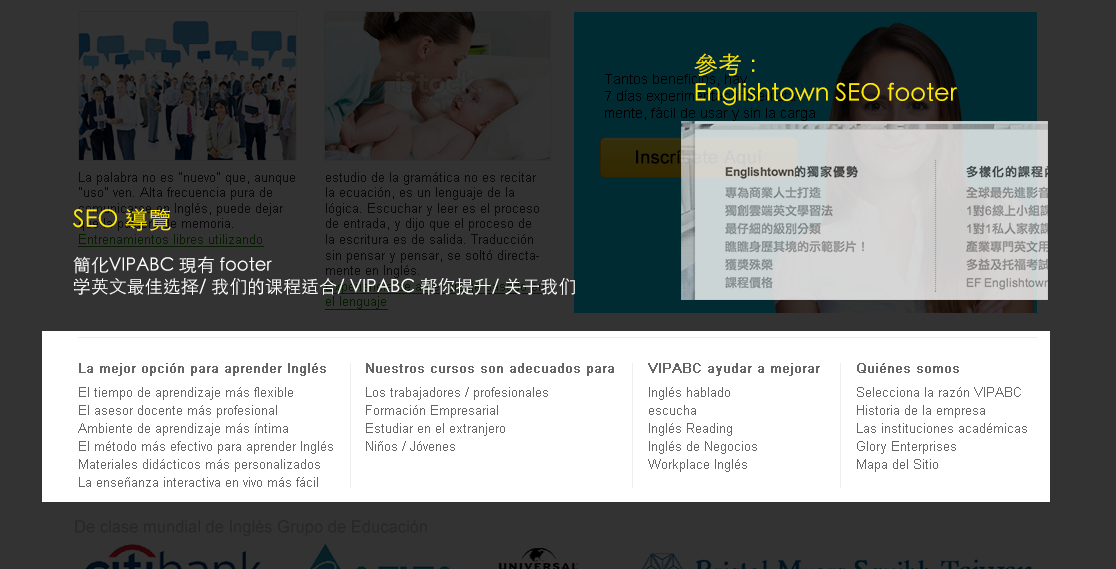 參考：
Englishtown SEO footer
Tantos beneficios, hay
7 días experim
mente, fácil de usar y sin la carga
Inscríbete Aquí
Englishtown的獨家優勢
專為商業人士打造
獨創雲端英文學習法
最仔細的級別分類
瞧瞧身歷其境的示範影片！
獲獎殊榮
課程價格
多樣化的課程內
全球最先進影音
1對6線上小組課
1對1私人家教課
產業專門英文用
多益及托福考試
EF Englishtown
La palabra no es "nuevo" que, aunque
"uso" ven. Alta frecuencia pura de
comunicarse en Inglés, puede dejar
de memoria.
Entrenamientos libres utilizando
estudio de la gramática no es recitar
la ecuación, es un lenguaje de la
lógica. Escuchar y leer es el proceso
de entrada, y dijo que el proceso de
la escritura es de salida. Traducción
sin pensar y pensar, se soltó directa-
mente en Inglés.
el lenguaje
SEO 導覽
簡化VIPABC 現有 footer
学英文最佳选择/ 我们的课程适合/ VIPABC 帮你提升/ 关于我们
La mejor opción para aprender Inglés
El tiempo de aprendizaje más flexible
El asesor docente más profesional
Ambiente de aprendizaje más íntima
El método más efectivo para aprender Inglés
Materiales didácticos más personalizados
La enseñanza interactiva en vivo más fácil
Nuestros cursos son adecuados para
Los trabajadores / profesionales
Formación Empresarial
Estudiar en el extranjero
Niños / Jóvenes
VIPABC ayudar a mejorar
Inglés hablado
escucha
Inglés Reading
Inglés de Negocios
Workplace Inglés
Quiénes somos
Selecciona la razón VIPABC
Historia de la empresa
Las instituciones académicas
Glory Enterprises
Mapa del Sitio
De clase mundial de Inglés Grupo de Educación
citibank
UNIVERSAL
Bristol-Myers Squibb Taiwan